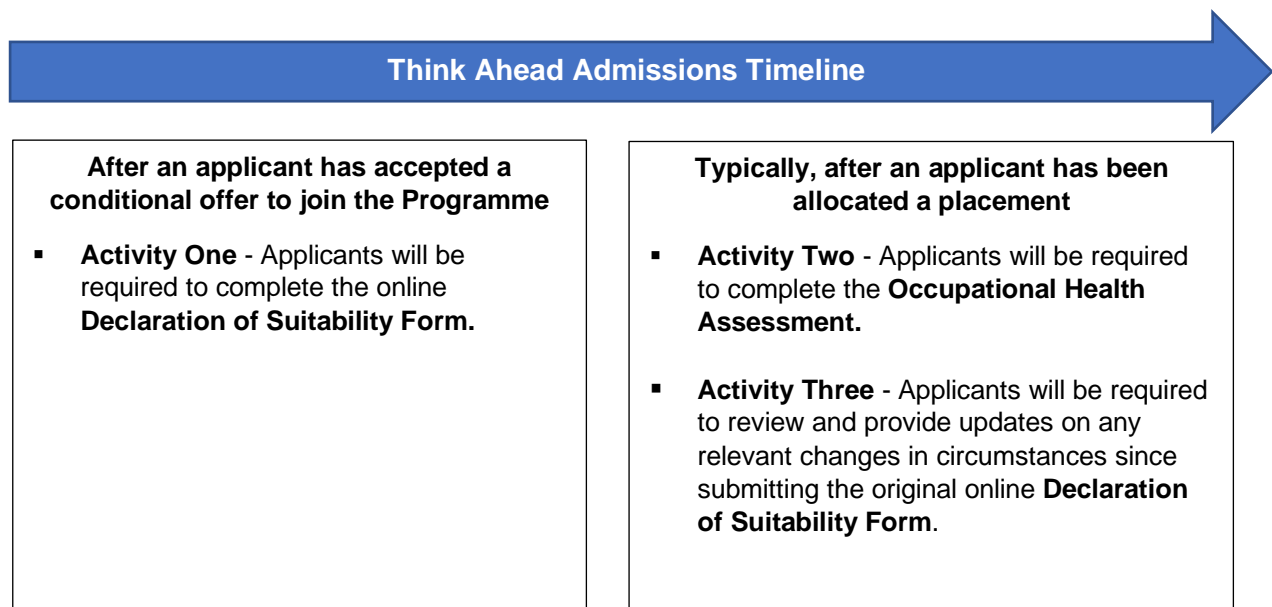 Think Ahead Admissions Timeline
After an applicant has accepted a
conditional offer to join the Programme
▪ Activity One - Applicants will be
required to complete the online
Declaration of Suitability Form.
Typically, after an applicant has been
allocated a placement
▪ Activity Two - Applicants will be required
to complete the Occupational Health
Assessment.
▪ Activity Three - Applicants will be required
to review and provide updates on any
relevant changes in circumstances since
submitting the original online Declaration
of Suitability Form.